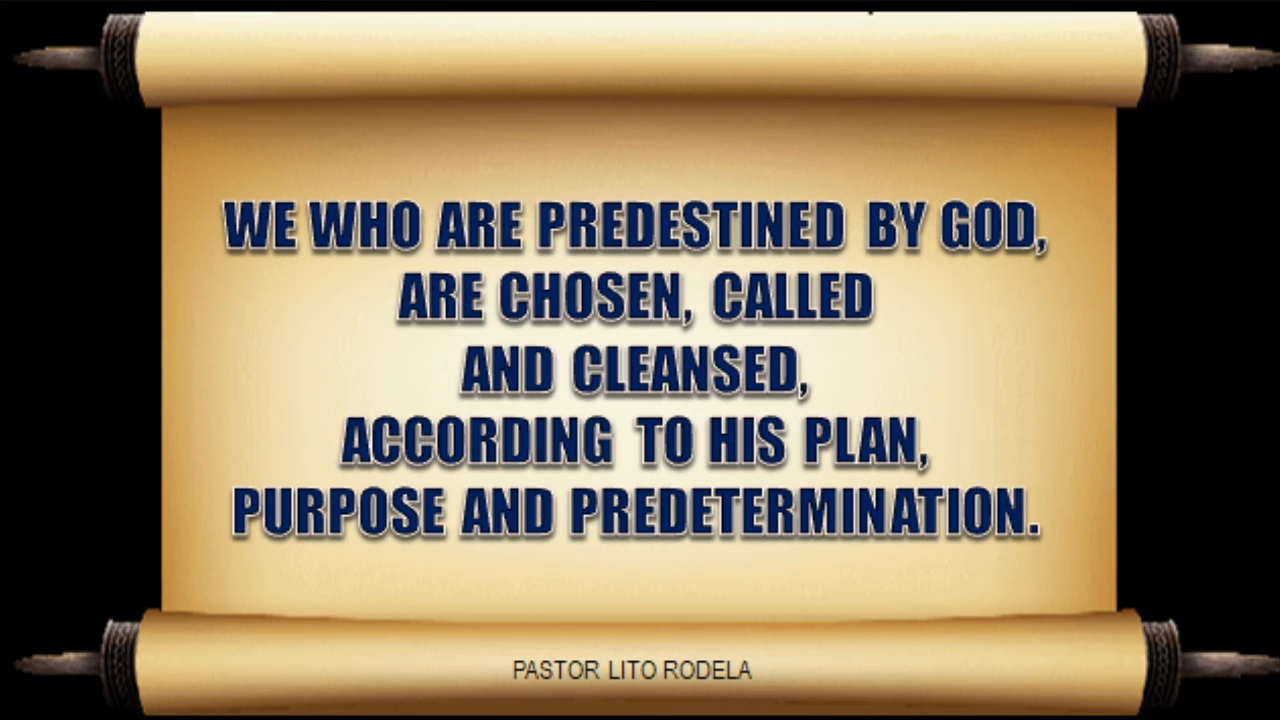 WE WHO ARE PREDESTINED BY GOD,
ARE CHOSEN, CALLED
AND CLEANSED,
ACCORDING TO HIS PLAN,
PURPOSE AND PREDETERMINATION.
PASTOR LITO RODELA